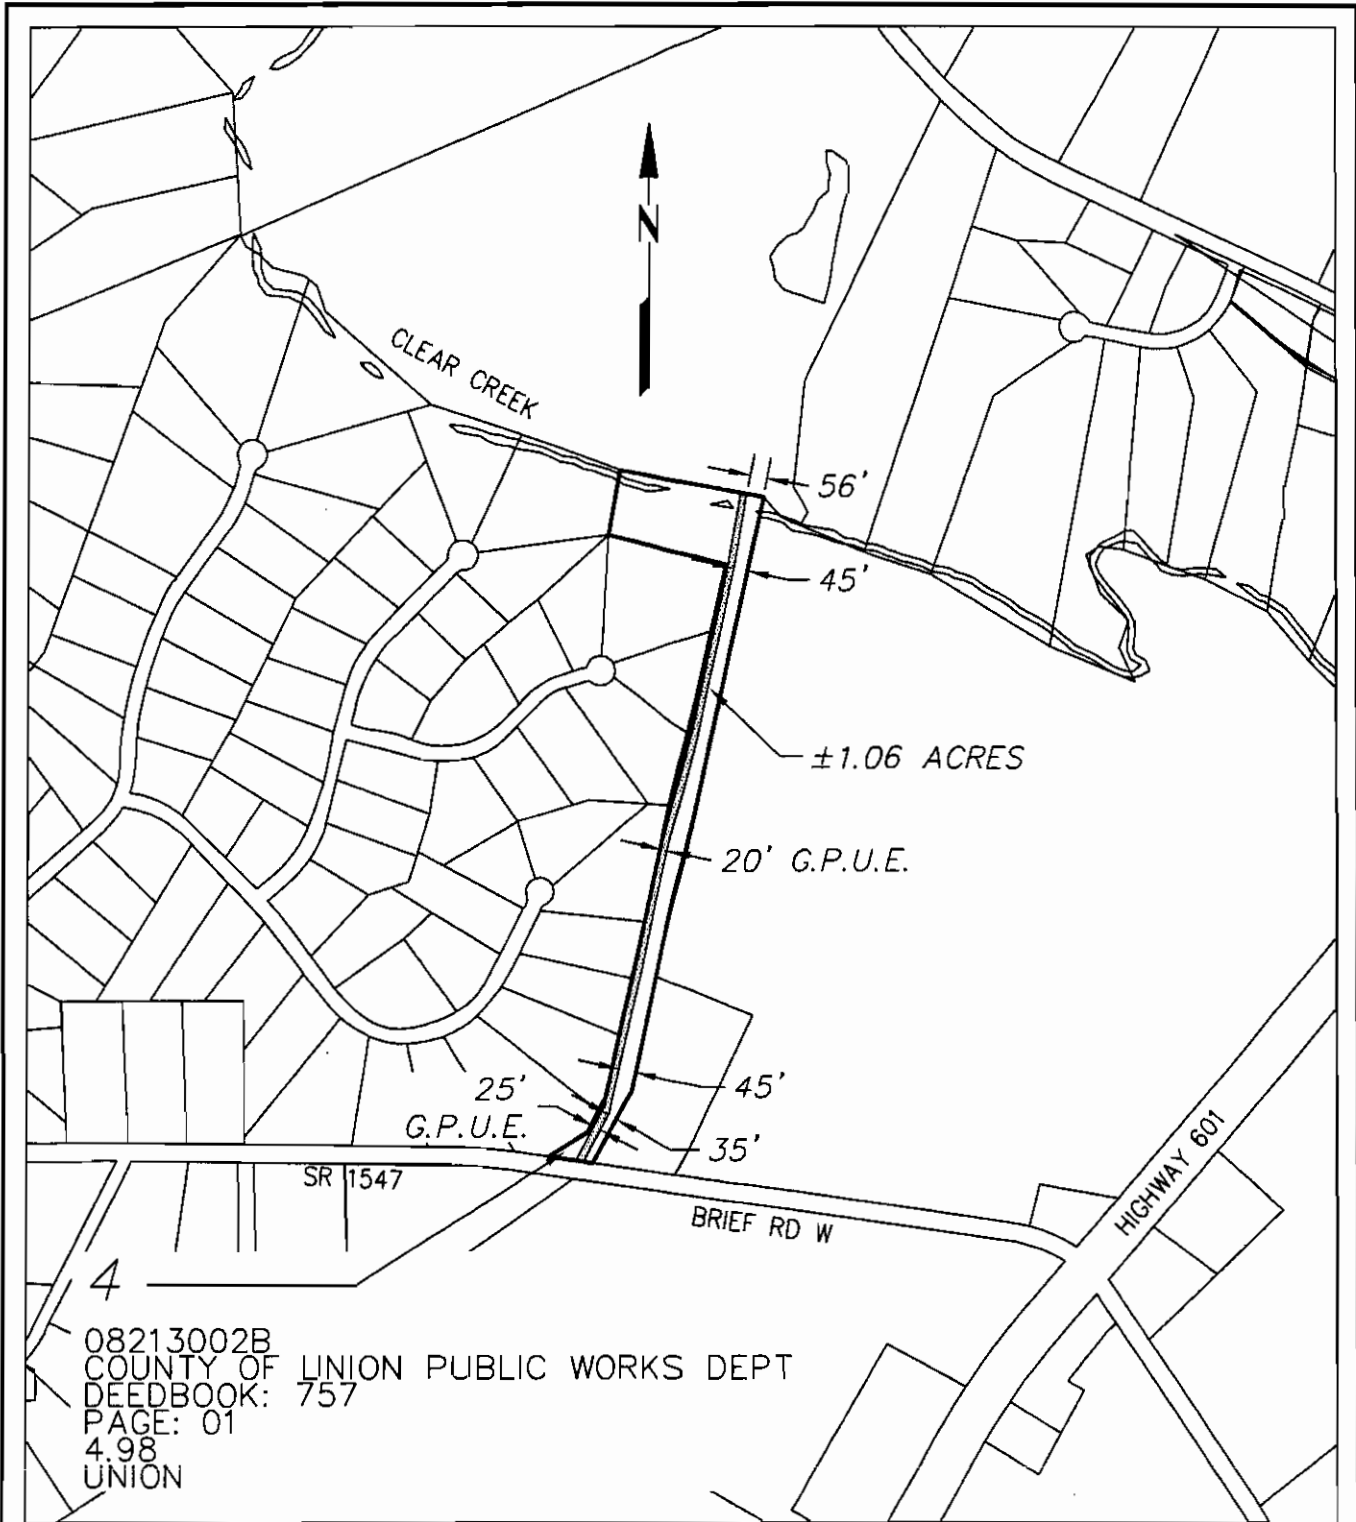 N
CLEAR CREEK
56'
45'
±1.06 ACRES
20' G.P.U.E.
25'
G.P.U.E.
45'
35'
SR 1547
BRIEF RD W
HIGHWAY 601
4
08213002B
COUNTY OF UNION PUBLIC WORKS DEPT
DEEDBOOK: 757
PAGE: 01
4.98
UNION